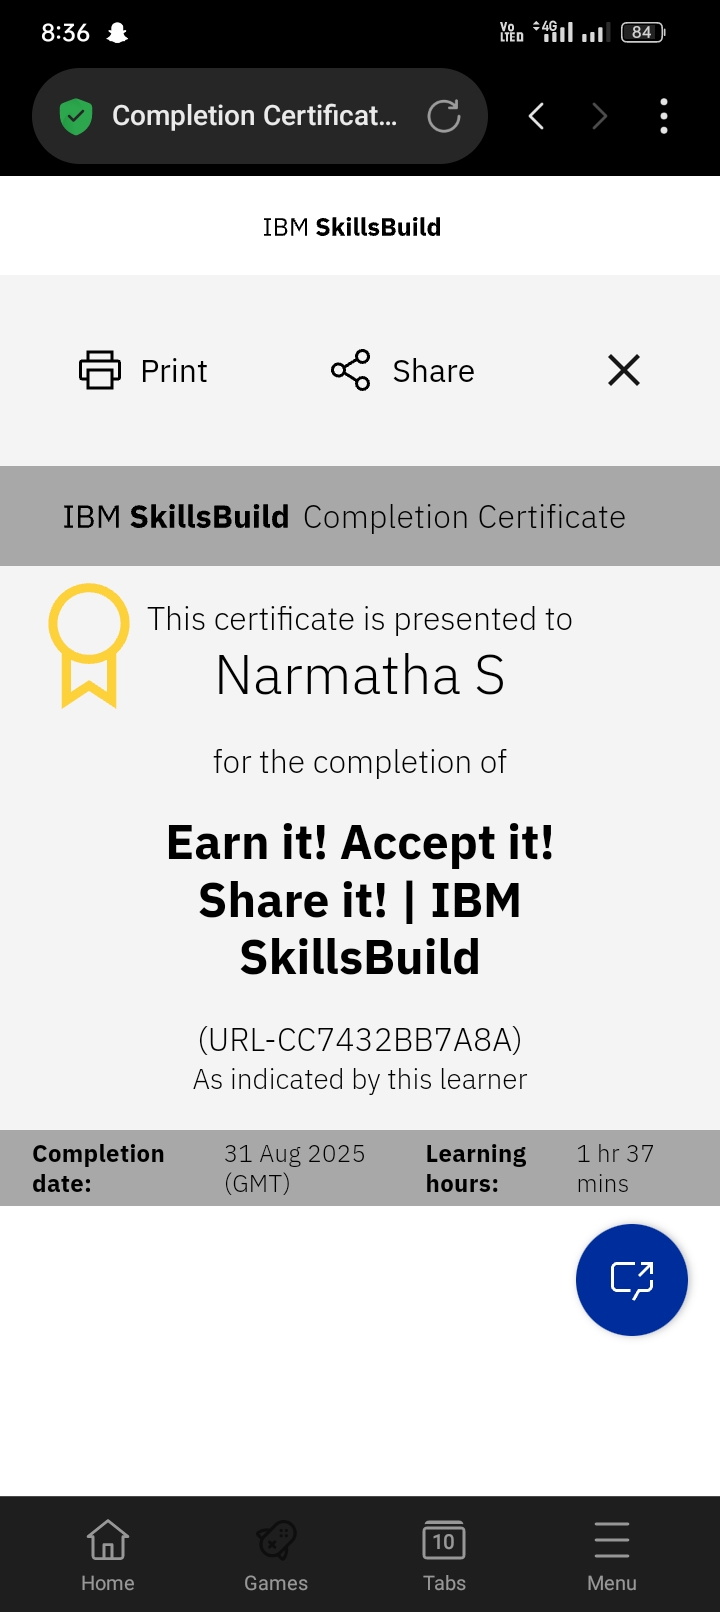 8:36
Vo LTED 4G 84
Completion Certificat...
IBM SkillsBuild
Print Share
IBM SkillsBuild Completion Certificate
This certificate is presented to
Narmatha S
for the completion of
Earn it! Accept it!
Share it! | IBM
SkillsBuild
(URL-CC7432BB7A8A)
As indicated by this learner
Completion date: 31 Aug 2025 (GMT) Learning hours: 1 hr 37 mins
10
Home Games Tabs Menu